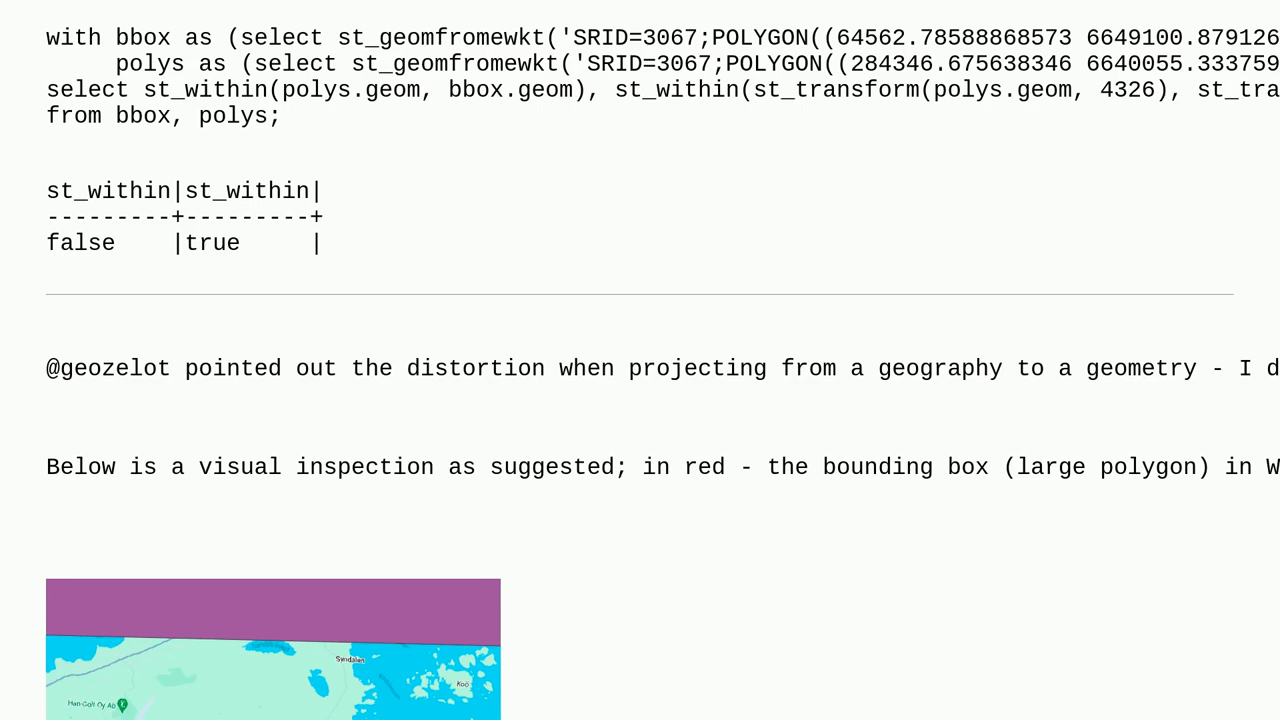 with bbox as (select st_geomfromewkt('SRID=3067;POLYGON((64562.78588868573 6649100.879126
polys as (select st_geomfromewkt('SRID=3067;POLYGON((284346.675638346 6640055.333759
select st_within(polys.geom, bbox.geom), st_within(st_transform(polys.geom, 4326), st_tra
from bbox, polys;
st_within|st_within|
---------+---------+
false    |true     |
@geozelot pointed out the distortion when projecting from a geography to a geometry - I d
Below is a visual inspection as suggested; in red - the bounding box (large polygon) in W
Syndalen
Koö
Han-Golf Oy Ab